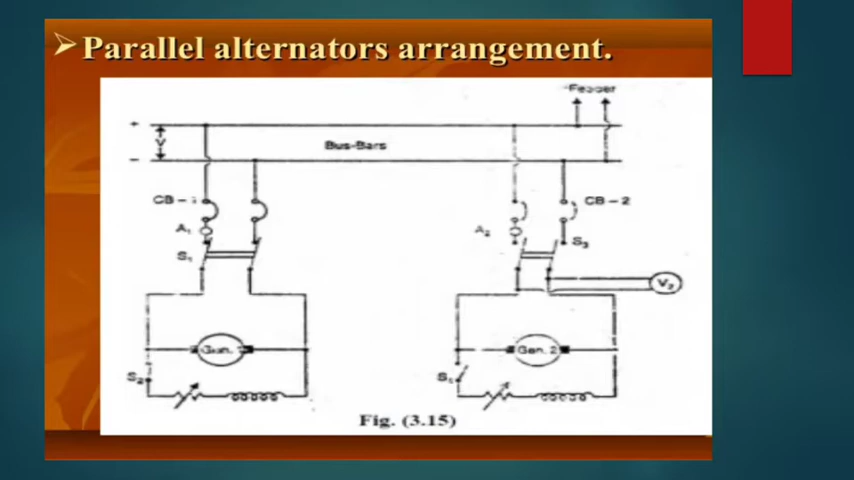 Parallel alternators arrangement.
Feeder
+
V
Bus-Bars
−
CB – 1
CB – 2
A₁
A₂
S₁
S₃
V₂
Gen. 1
Gen. 2
S₂
Fig. (3.15)